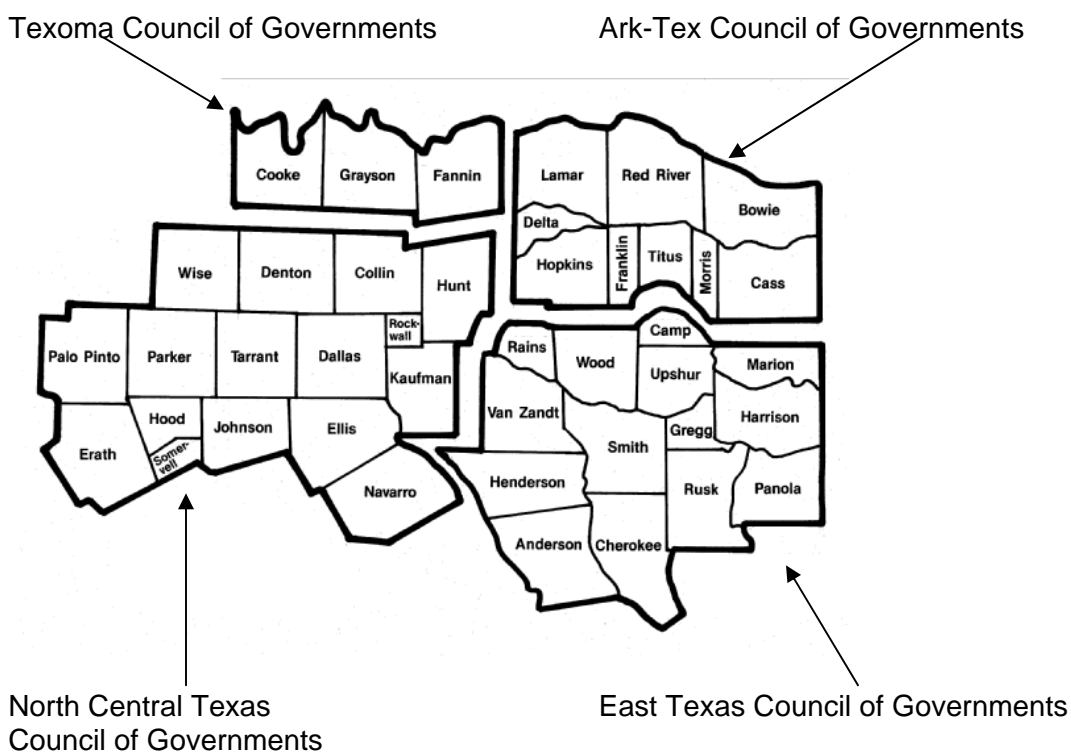 Texoma Council of Governments
Ark-Tex Council of Governments
Cooke
Grayson
Fannin
Lamar
Red River
Bowie
Delta
Hopkins
Franklin
Titus
Morris
Cass
Wise
Denton
Collin
Hunt
Palo Pinto
Parker
Tarrant
Dallas
Rock-
wall
Kaufman
Erath
Hood
Somer-
vell
Johnson
Ellis
Navarro
Rains
Wood
Camp
Upshur
Marion
Harrison
Van Zandt
Smith
Gregg
Henderson
Rusk
Panola
Anderson
Cherokee
North Central Texas
Council of Governments
East Texas Council of Governments